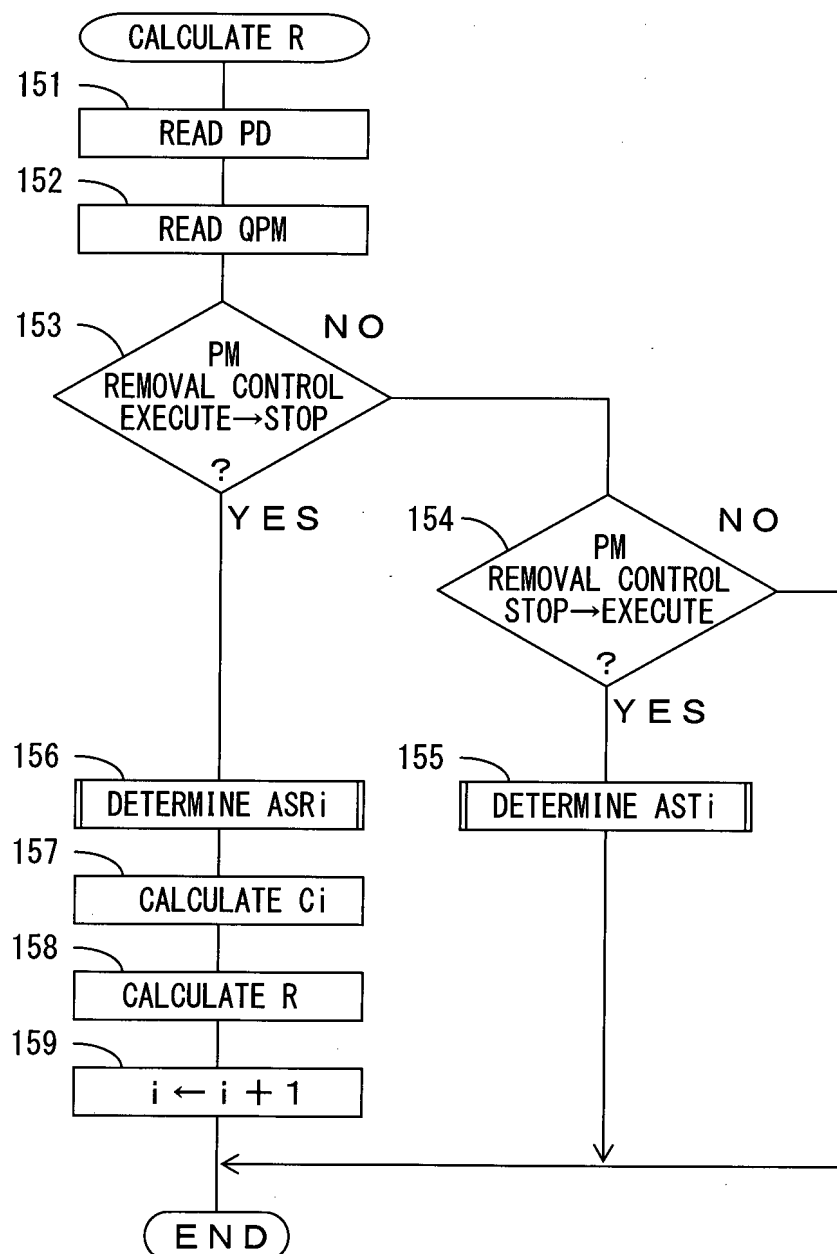 CALCULATE R
151
READ PD
152
READ QPM
153
NO
PM
REMOVAL CONTROL
EXECUTE→STOP
?
YES
154
NO
PM
REMOVAL CONTROL
STOP→EXECUTE
?
YES
156
DETERMINE ASRi
155
DETERMINE ASTi
157
CALCULATE Ci
158
CALCULATE R
159
i←i+1
END